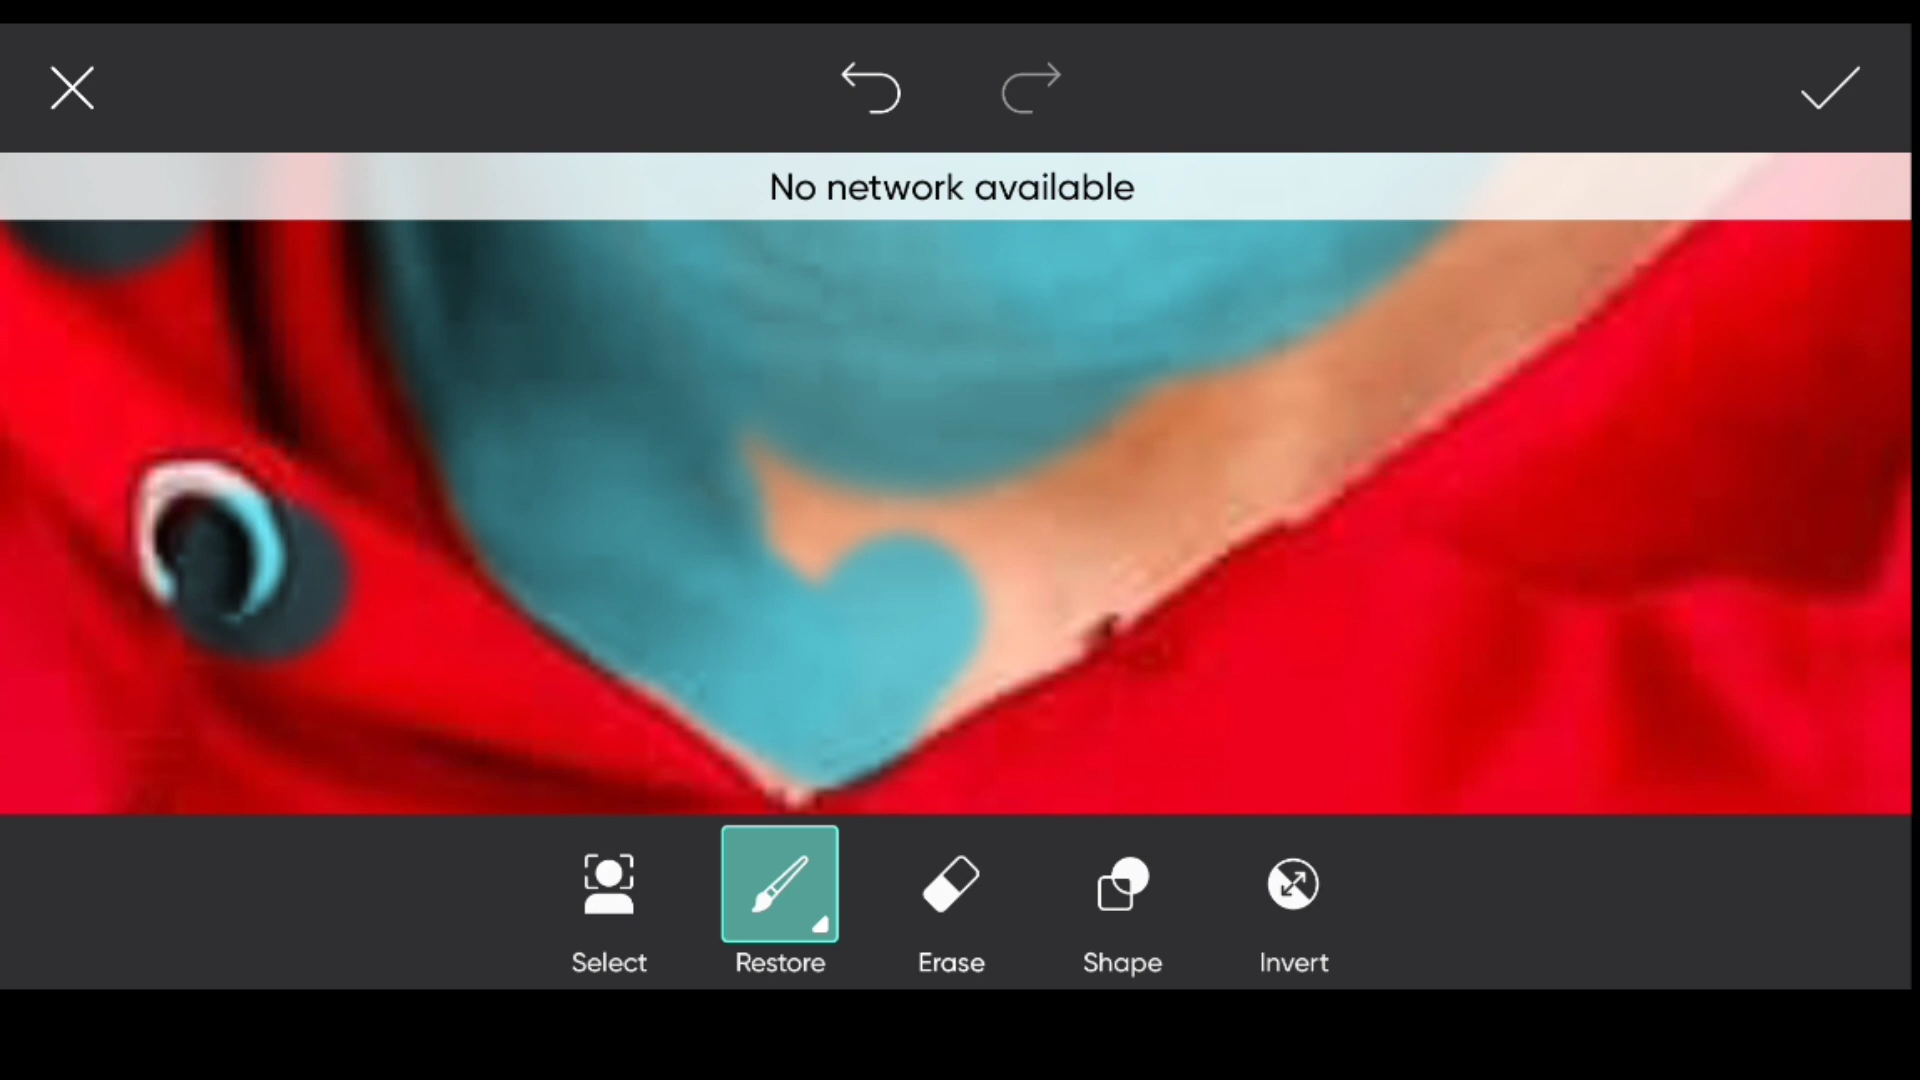 No network available
Select
Restore
Erase
Shape
Invert